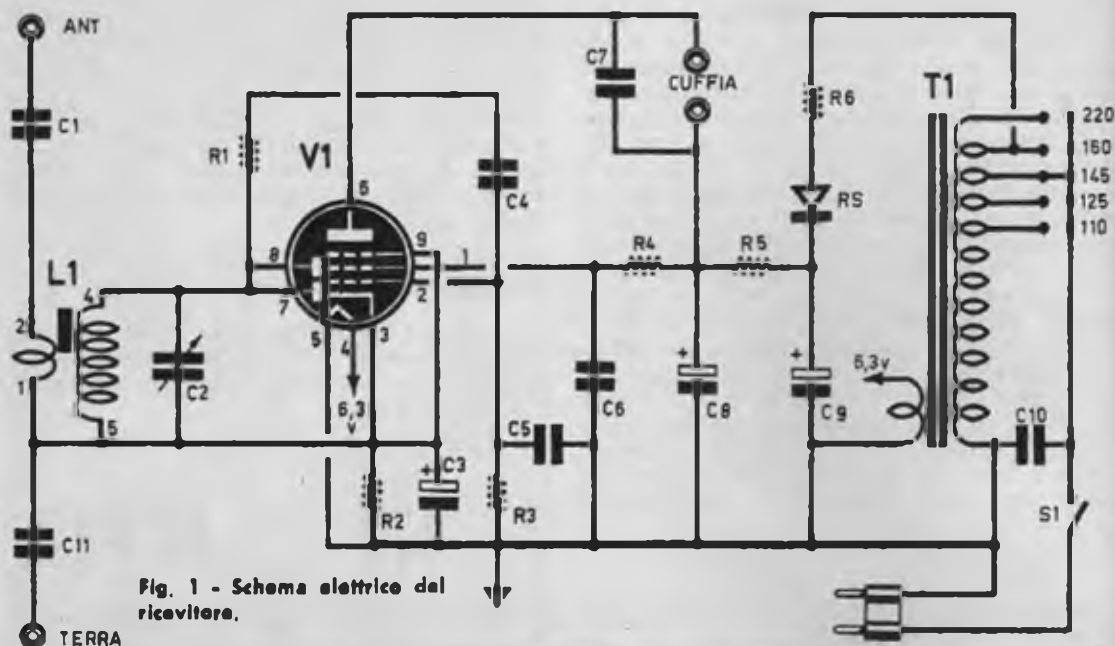 ANT
C1
R1
V1
C7
CUFFIA
R6
T1
220
160
145
125
110
RS
C4
6
8
9
1
2
7
5
4
3
L1
4
2
1
5
C2
6,3
v
R4
R5
C6
C8
C9
6,3v
C10
C5
C3
R2
R3
S1
C11
Fig. 1 - Schema elettrico del
ricevitore.
TERRA